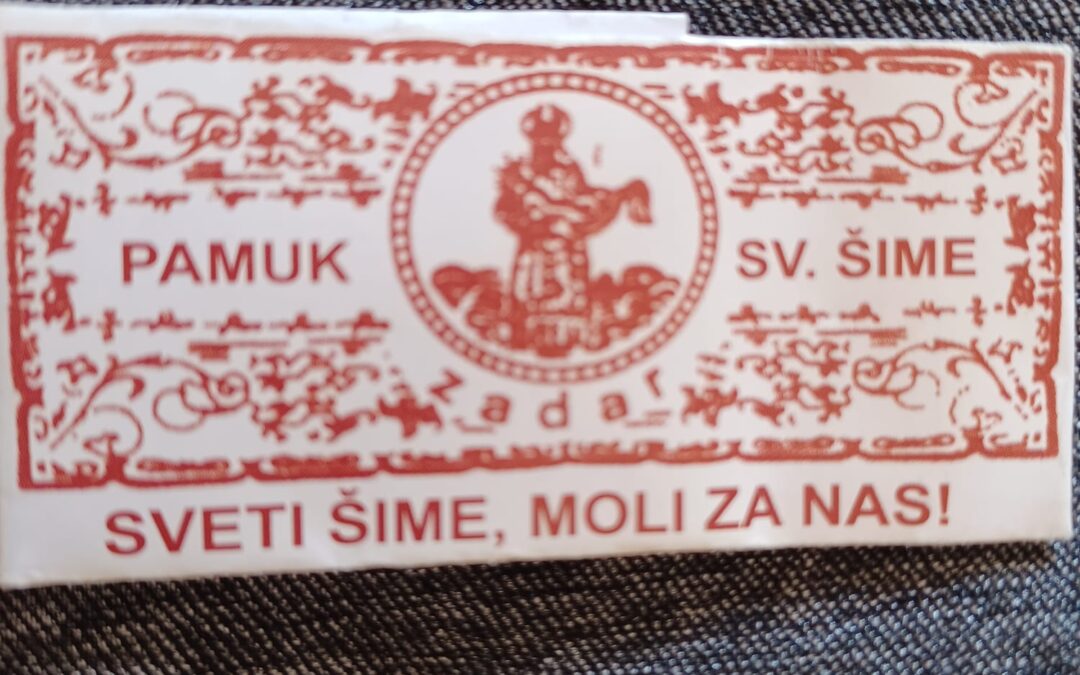 PAMUK
SV. ŠIME
zadar
SVETI ŠIME, MOLI ZA NAS!